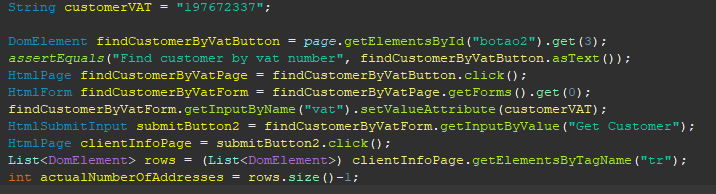 String customerVAT = "197672337";
DomElement findCustomerByVatButton = page.getElementsById("botao2").get(3);
assertEquals("Find customer by vat number", findCustomerByVatButton.asText());
HtmlPage findCustomerByVatPage = findCustomerByVatButton.click();
HtmlForm findCustomerByVatForm = findCustomerByVatPage.getForms().get(0);
findCustomerByVatForm.getInputByName("vat").setValueAttribute(customerVAT);
HtmlSubmitInput submitButton2 = findCustomerByVatForm.getInputByValue("Get Customer");
HtmlPage clientInfoPage = submitButton2.click();
List<DomElement> rows = (List<DomElement>) clientInfoPage.getElementsByTagName("tr");
int actualNumberOfAddresses = rows.size()-1;